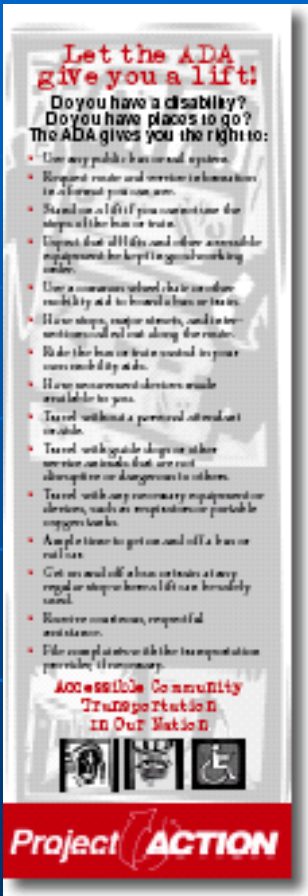 Let the ADA
give you a lift!
Do you have a disability?
Do you have places to go?
The ADA gives you the right to:
• Use any public bus or rail system.
• Request route and service information
in a format you can use.
• Stand on a lift if you cannot use the
steps of the bus or train.
• Expect that all lifts and other accessible
equipment be kept in good working
order.
• Use a common wheelchair or other
mobility aid to board a bus or train.
• Have stops, major streets, and inter-
sections called out along the route.
• Ride the bus or train seated in your
own mobility aids.
• Have securement devices made
available to you.
• Travel without a personal attendant
or aide.
• Travel with guide dogs or other
service animals that are not
disruptive or dangerous to others.
• Travel with any necessary equipment or
devices, such as respirators or portable
oxygen tanks.
• Ample time to get on and off a bus or
rail car.
• Get on and off a bus or train at any
regular stop where a lift can be safely
used.
• Receive courteous, respectful
assistance.
• File complaints with the transportation
provider, if necessary.
Accessible Community
Transportation
in Our Nation
Project ACTION